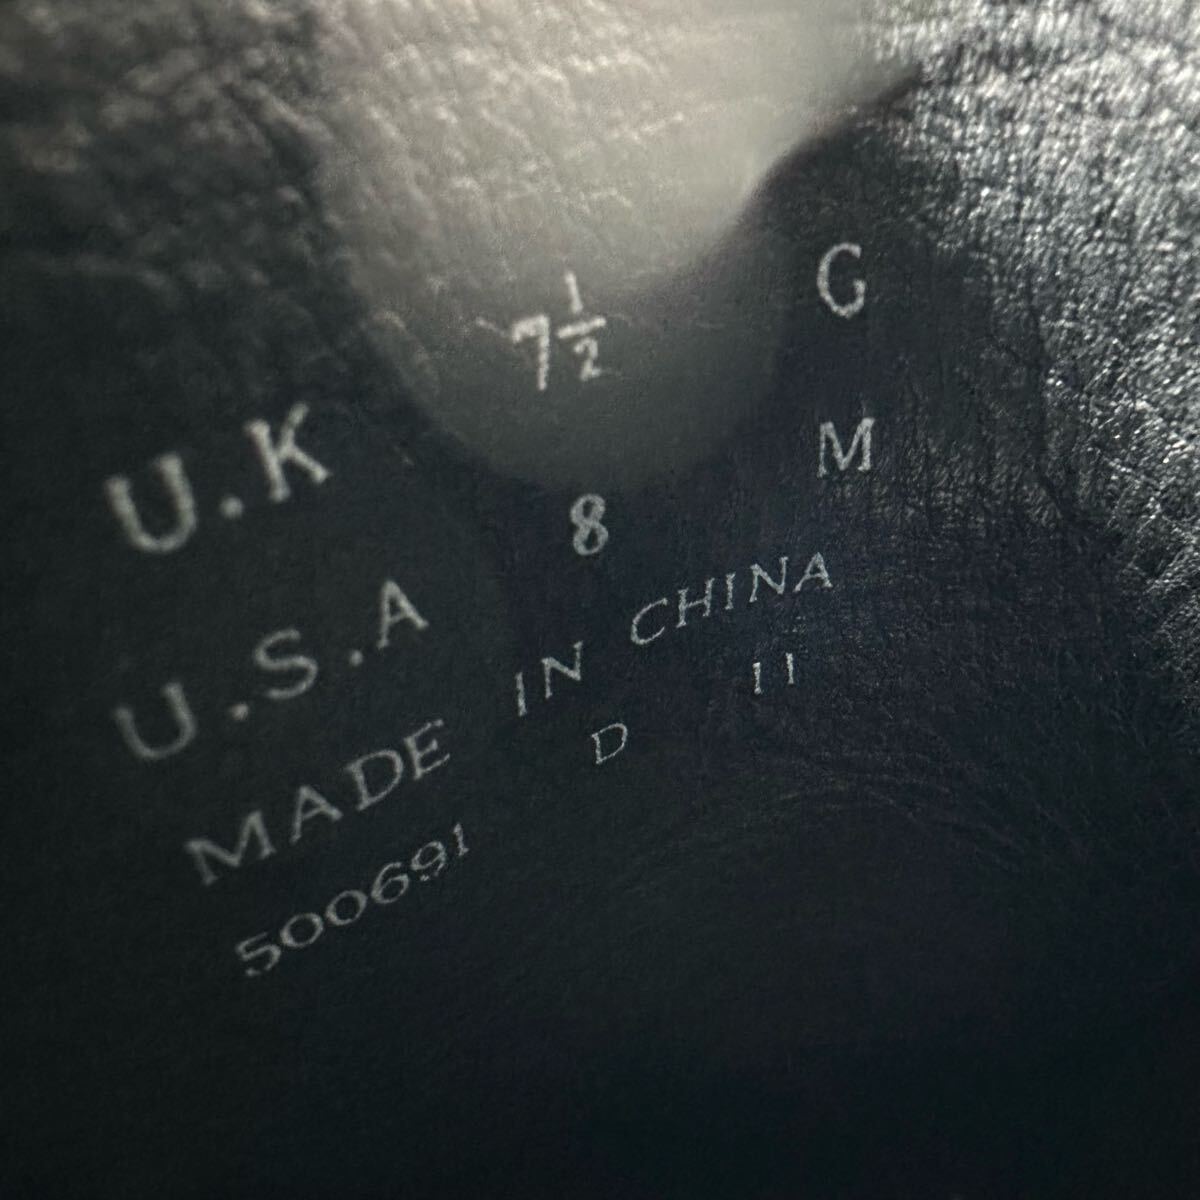 U.K 7½ G
U.S.A 8 M
MADE IN CHINA
500691 D 11